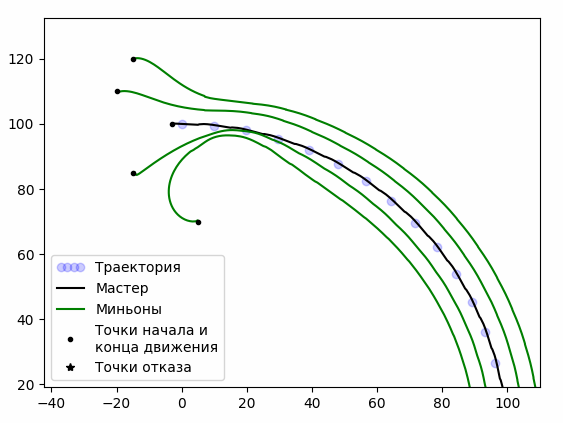 120
100
80
60
40
20
Траектория
Мастер
Миньоны
Точки начала и
конца движения
Точки отказа
−40 −20 0 20 40 60 80 100